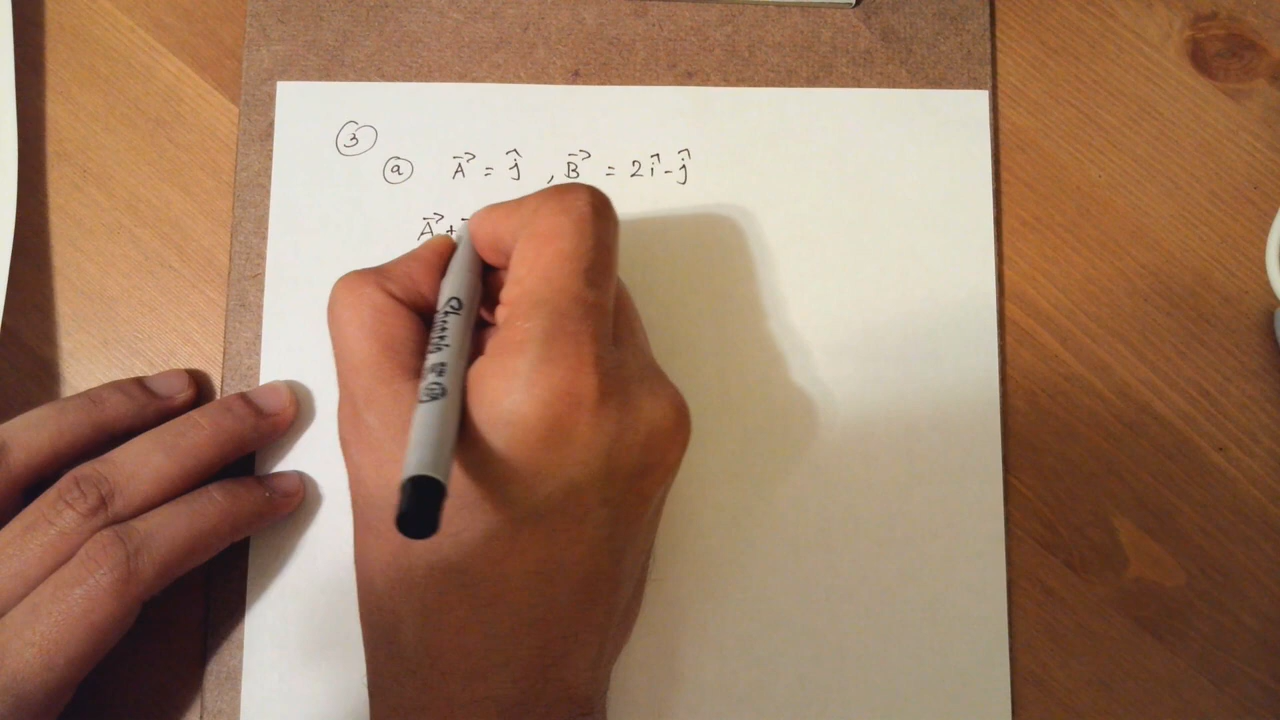 ③
ⓐ A⃗ = ĵ , B⃗ = 2î - ĵ
A⃗ +